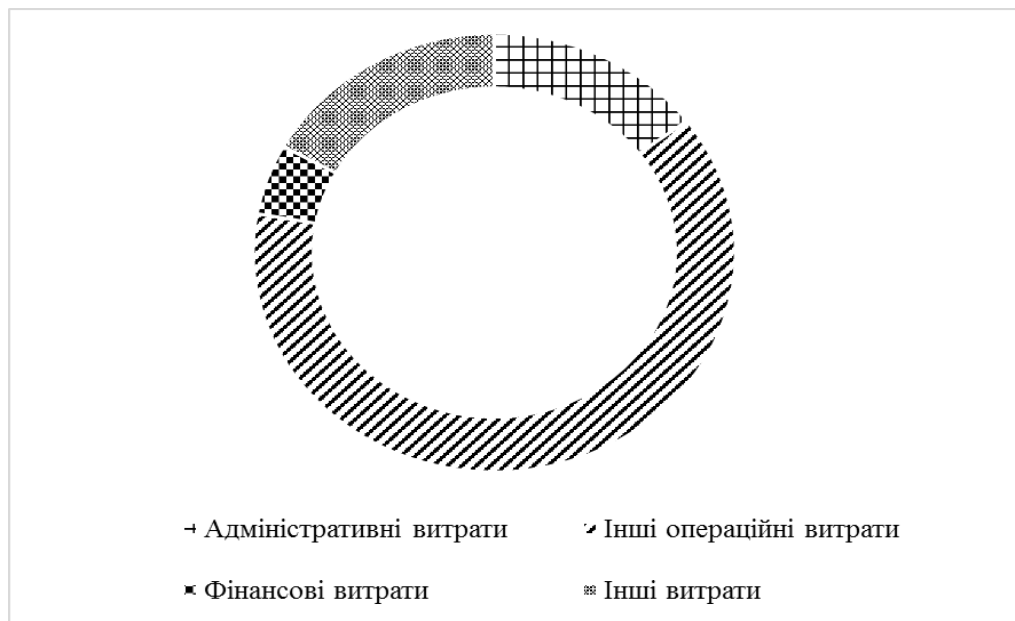 Адміністративні витрати
Інші операційні витрати
Фінансові витрати
Інші витрати